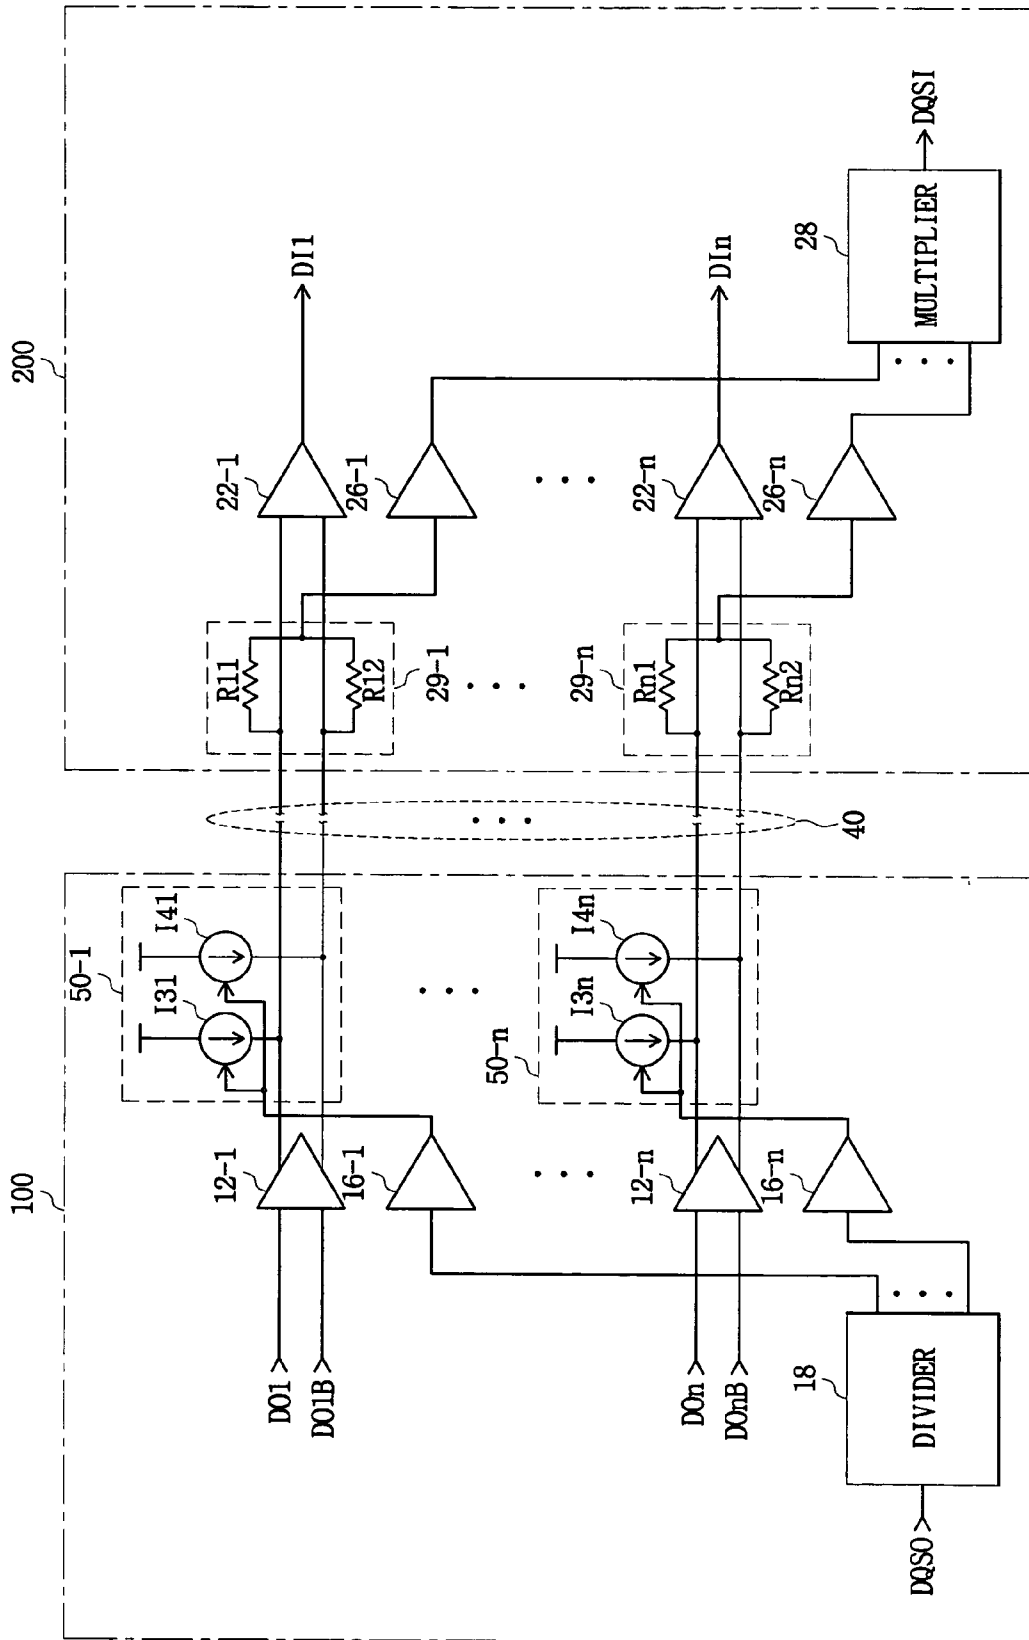 100
200
50-1
I31
I41
DO1
DO1B
12-1
16-1
R11
R12
29-1
22-1
26-1
DI1
50-n
I3n
I4n
40
DOn
DOnB
12-n
16-n
Rn1
Rn2
29-n
22-n
26-n
DIn
DQSO
18
DIVIDER
28
MULTIPLIER
DQSI